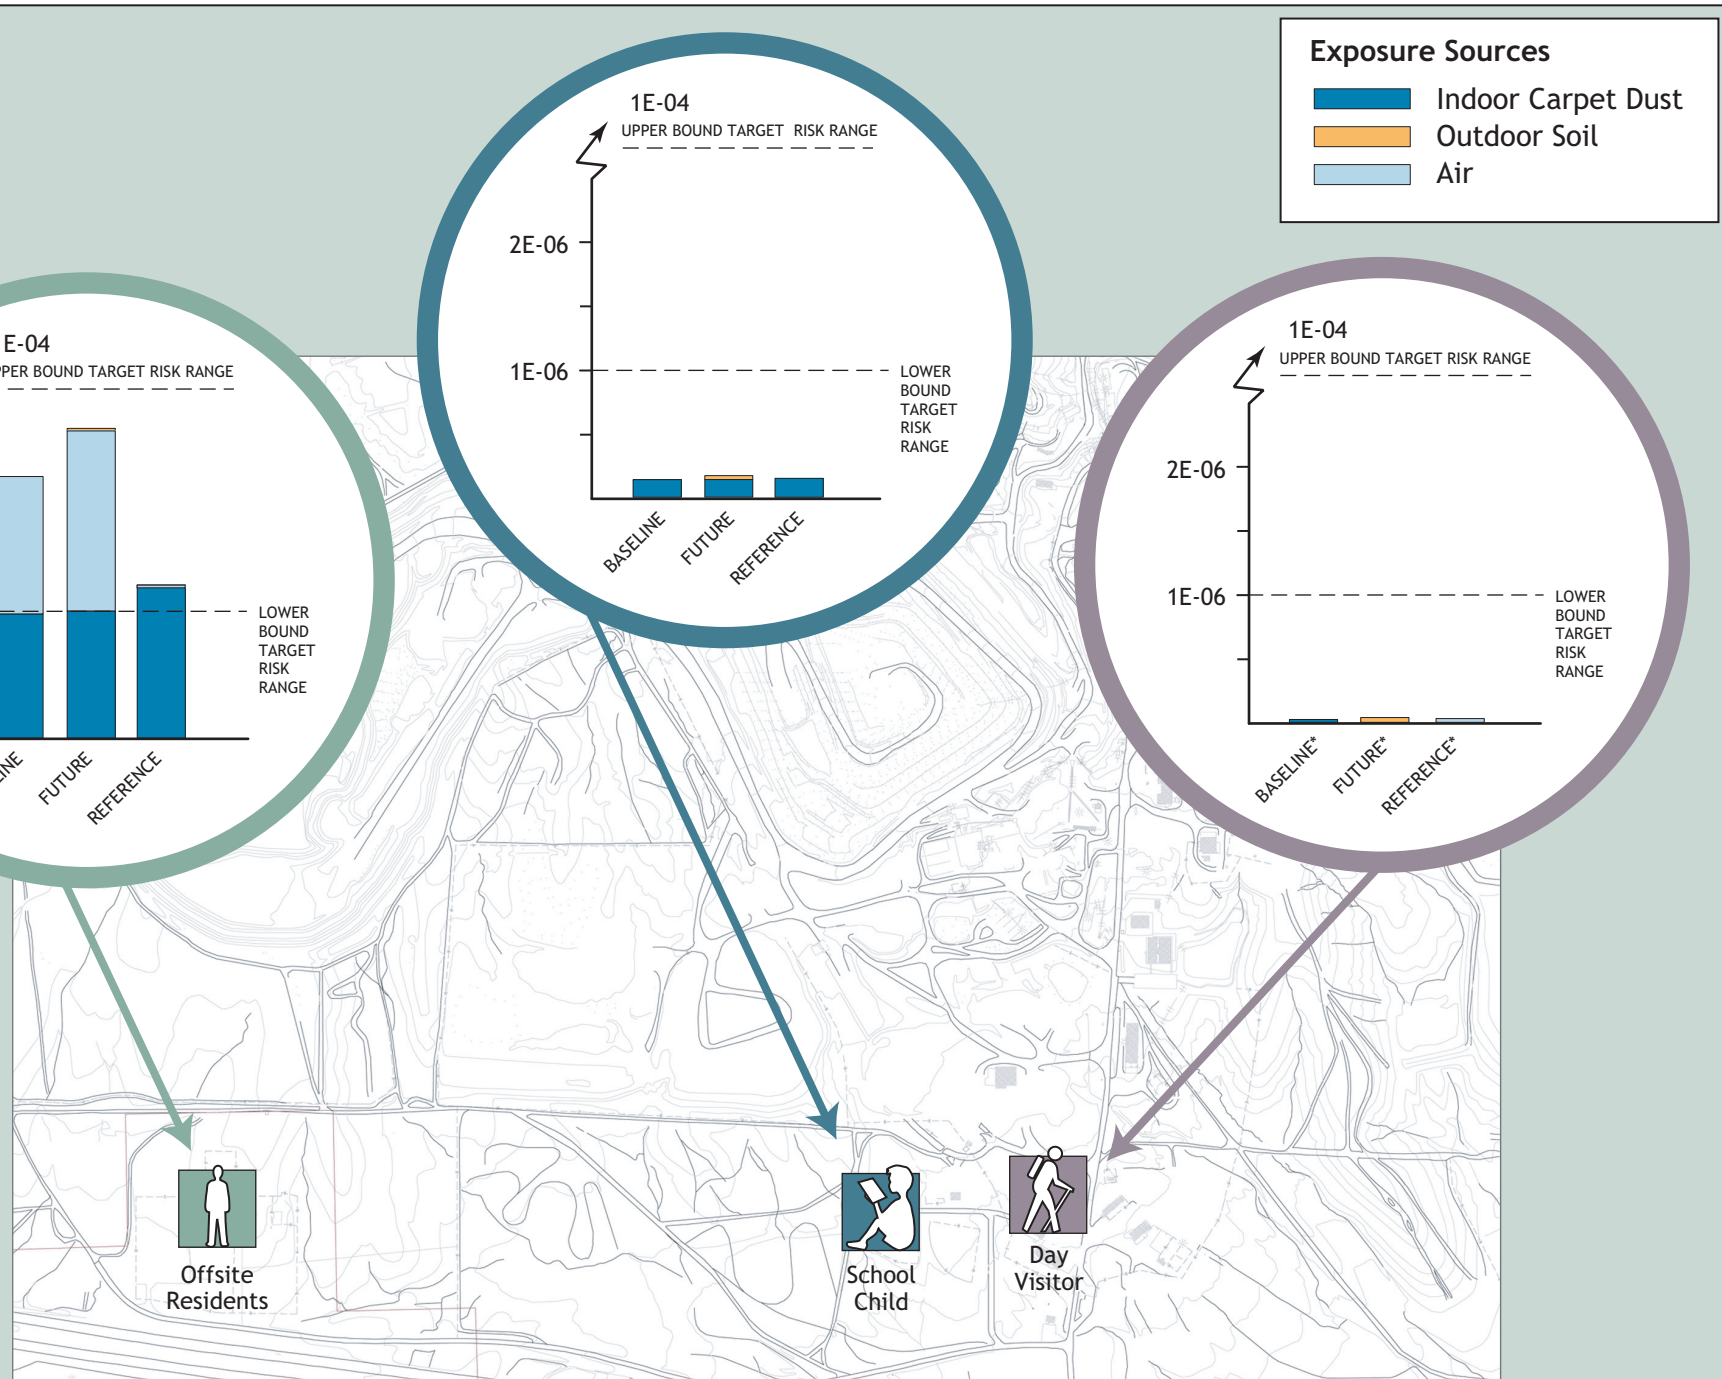 Exposure Sources
Indoor Carpet Dust
Outdoor Soil
Air
E-04
PER BOUND TARGET RISK RANGE
LOWER
BOUND
TARGET
RISK
RANGE
INE
FUTURE
REFERENCE
1E-04
UPPER BOUND TARGET RISK RANGE
2E-06
1E-06
LOWER
BOUND
TARGET
RISK
RANGE
BASELINE
FUTURE
REFERENCE
1E-04
UPPER BOUND TARGET RISK RANGE
2E-06
1E-06
LOWER
BOUND
TARGET
RISK
RANGE
BASELINE*
FUTURE*
REFERENCE*
Offsite
Residents
School
Child
Day
Visitor